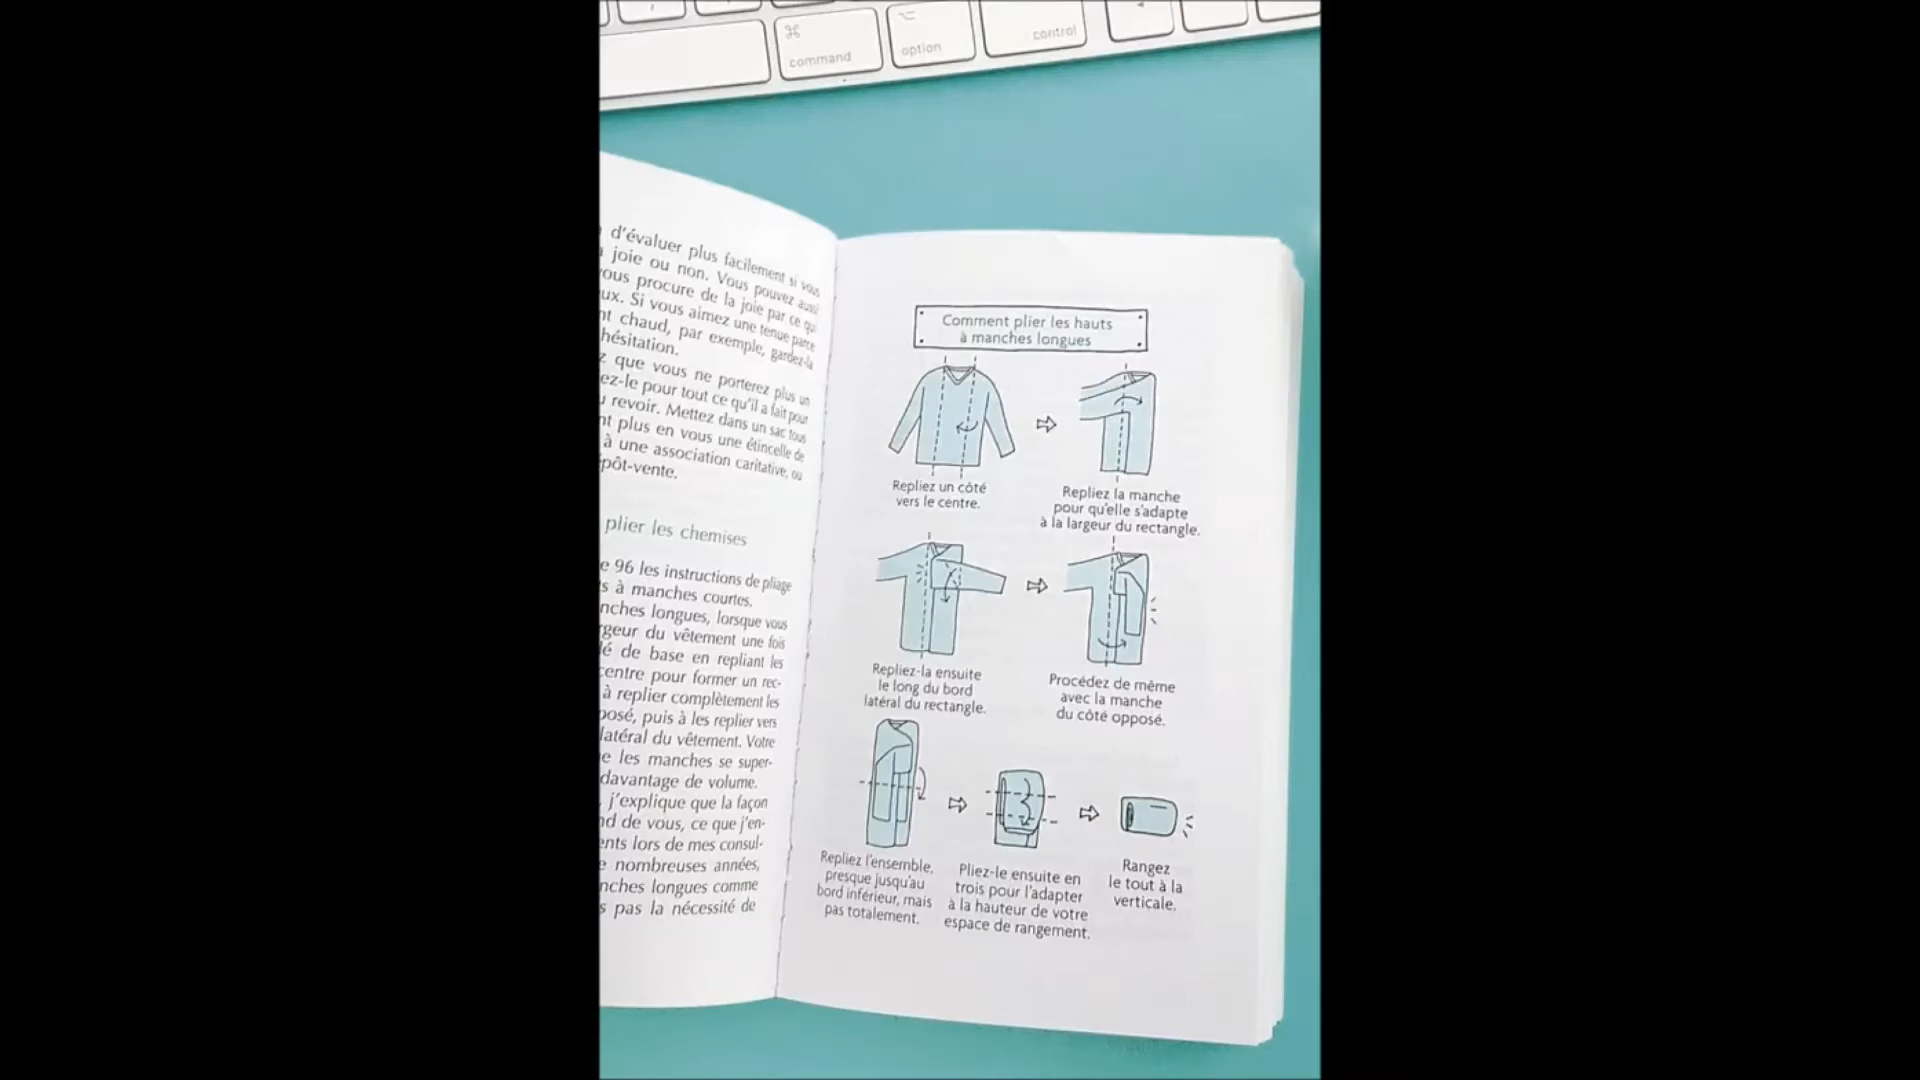 command
option
control
d'évaluer plus facilement si vous
joie ou non. Vous pouvez aussi
vous procure de la joie par ce qu
ux. Si vous aimez une tenue parce
nt chaud, par exemple, gardez-la
hésitation.
z que vous ne porterez plus un
ez-le pour tout ce qu'il a fait pour
u revoir. Mettez dans un sac tous
nt plus en vous une étincelle de
à une association caritative, ou
pôt-vente.
plier les chemises
e 96 les instructions de pliage
s à manches courtes.
nches longues, lorsque vous
rgeur du vêtement une fois
lé de base en repliant les
centre pour former un rec-
à replier complètement les
posé, puis à les replier vers
latéral du vêtement. Votre
e les manches se super-
davantage de volume.
, j'explique que la façon
nd de vous, ce que j'en-
ents lors de mes consul-
e nombreuses années,
nches longues comme
s pas la nécessité de
Comment plier les hauts
à manches longues
Repliez un côté
vers le centre.
Repliez la manche
pour qu'elle s'adapte
à la largeur du rectangle.
Repliez-la ensuite
le long du bord
latéral du rectangle.
Procédez de même
avec la manche
du côté opposé.
Repliez l'ensemble,
presque jusqu'au
bord inférieur, mais
pas totalement.
Pliez-le ensuite en
trois pour l'adapter
à la hauteur de votre
espace de rangement.
Rangez
le tout à la
verticale.